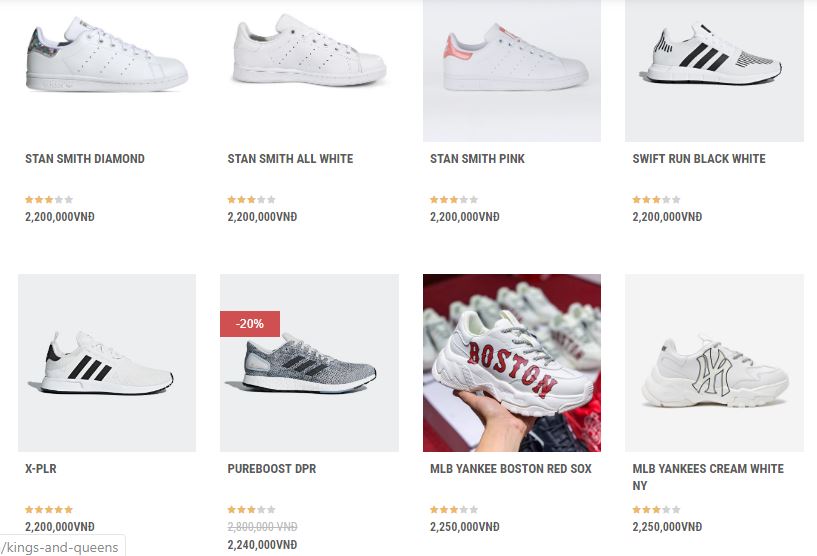 STAN SMITH DIAMOND
STAN SMITH ALL WHITE
STAN SMITH PINK
SWIFT RUN BLACK WHITE
2,200,000VNĐ
2,200,000VNĐ
2,200,000VNĐ
2,200,000VNĐ
-20%
BOSTON
NY
X-PLR
PUREBOOST DPR
MLB YANKEE BOSTON RED SOX
MLB YANKEES CREAM WHITE
NY
2,200,000VNĐ
2,800,000VNĐ
2,240,000VNĐ
2,250,000VNĐ
2,250,000VNĐ
/kings-and-queens